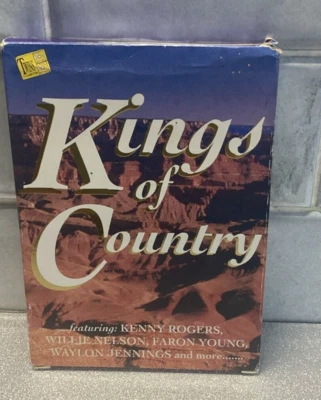 Kings
of
Country
featuring: KENNY ROGERS,
WILLIE NELSON, FARON YOUNG,
WAYLON JENNINGS and more.......